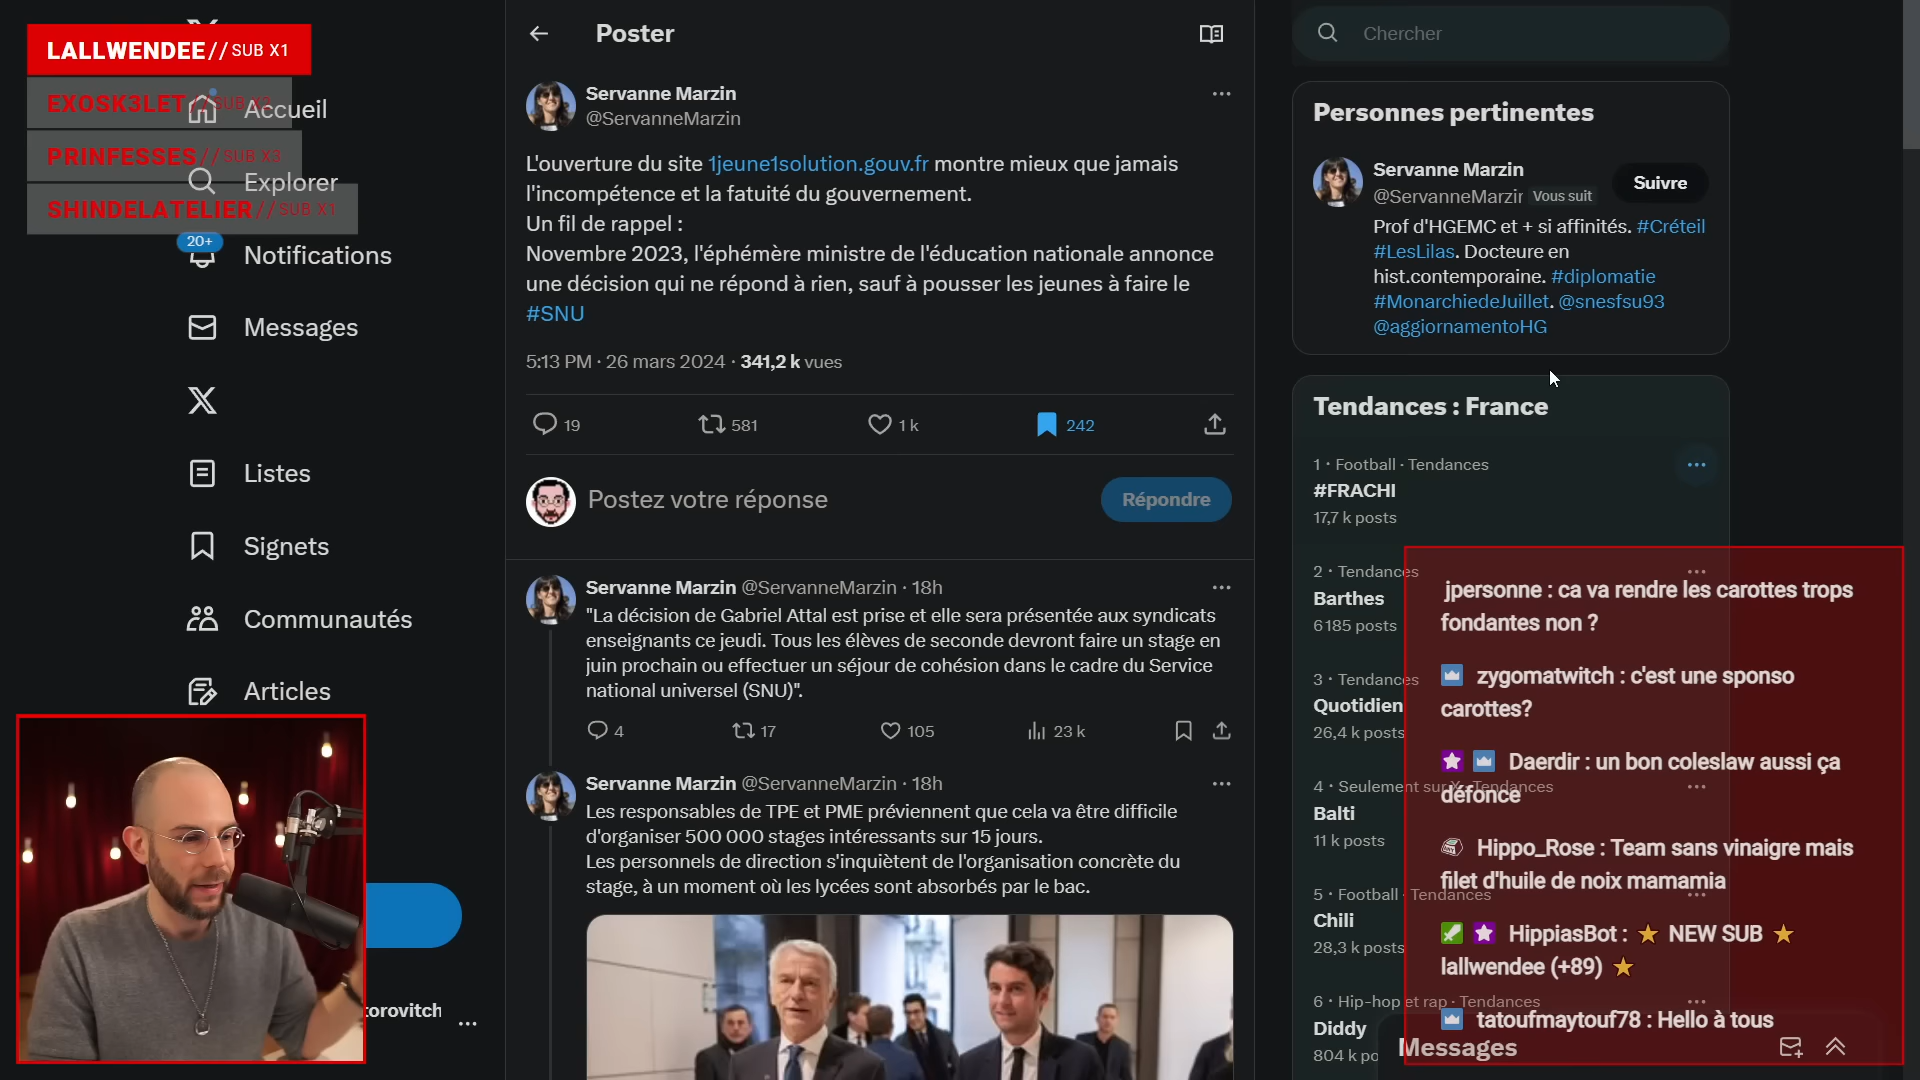 LALLWENDEE// SUB X1
EXOSK3LET//SUB X2
PRINFESSES//SUB X3
SHINDELATELIER//SUB X1
Accueil
Explorer
20+
Notifications
Messages
Listes
Signets
Communautés
Articles
torovitch
Poster
Servanne Marzin
@ServanneMarzin
L'ouverture du site 1jeune1solution.gouv.fr montre mieux que jamais
l'incompétence et la fatuité du gouvernement.
Un fil de rappel :
Novembre 2023, l'éphémère ministre de l'éducation nationale annonce
une décision qui ne répond à rien, sauf à pousser les jeunes à faire le
#SNU
5:13 PM · 26 mars 2024 · 341,2 k vues
19 581 1 k 242
Postez votre réponse
Répondre
Servanne Marzin @ServanneMarzin · 18h
"La décision de Gabriel Attal est prise et elle sera présentée aux syndicats
enseignants ce jeudi. Tous les élèves de seconde devront faire un stage en
juin prochain ou effectuer un séjour de cohésion dans le cadre du Service
national universel (SNU)".
4 17 105 23 k
Servanne Marzin @ServanneMarzin · 18h
Les responsables de TPE et PME préviennent que cela va être difficile
d'organiser 500 000 stages intéressants sur 15 jours.
Les personnels de direction s'inquiètent de l'organisation concrète du
stage, à un moment où les lycées sont absorbés par le bac.
Chercher
Personnes pertinentes
Servanne Marzin
@ServanneMarzir Vous suit
Suivre
Prof d'HGEMC et + si affinités. #Créteil
#LesLilas. Docteure en
hist.contemporaine. #diplomatie
#MonarchiedeJuillet. @snesfsu93
@aggiornamentoHG
Tendances : France
1 · Football · Tendances
#FRACHI
17,7 k posts
2 · Tendances
Barthes
6 185 posts
3 · Tendances
Quotidien
26,4 k posts
4 · Seulement sur X · Tendances
Balti
11 k posts
5 · Football · Tendances
Chili
28,3 k posts
6 · Hip-hop et rap · Tendances
Diddy
804 k po
jpersonne : ca va rendre les carottes trops
fondantes non ?
zygomatwitch : c'est une sponso
carottes?
Daerdir : un bon coleslaw aussi ça
défonce
Hippo_Rose : Team sans vinaigre mais
filet d'huile de noix mamamia
HippiasBot : NEW SUB
lallwendee (+89)
tatoufmaytouf78 : Hello à tous
Messages